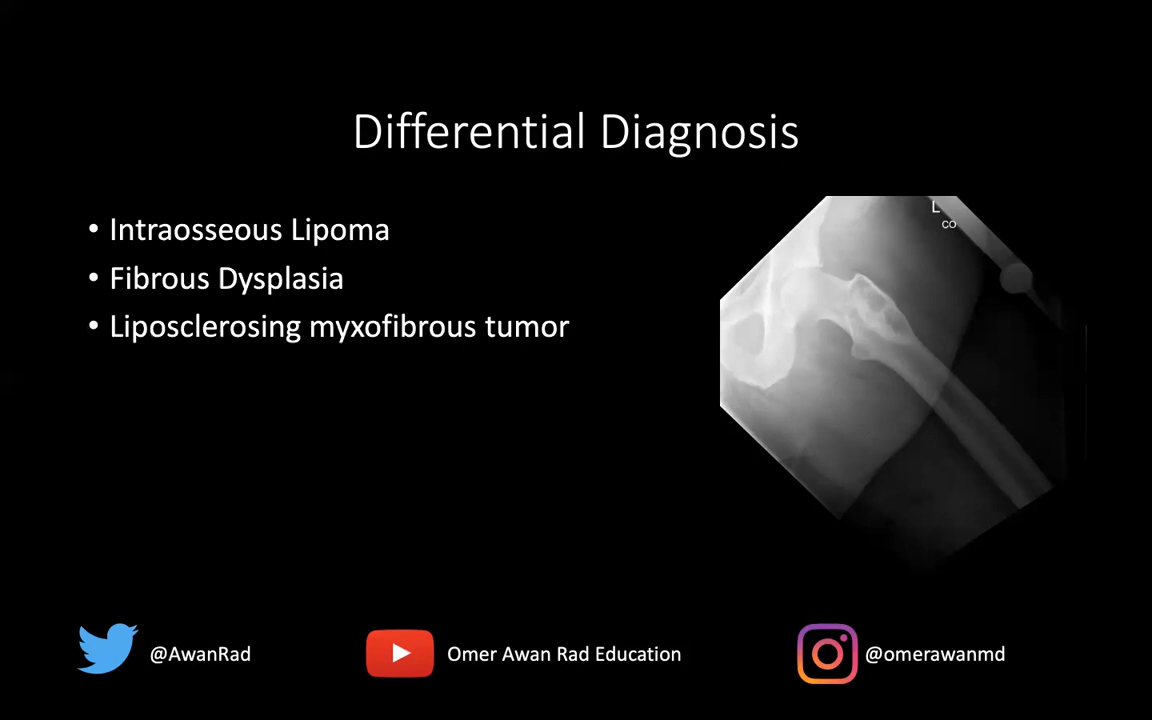 Differential Diagnosis
• Intraosseous Lipoma
• Fibrous Dysplasia
• Liposclerosing myxofibrous tumor
L
CO
@AwanRad
Omer Awan Rad Education
@omerawanmd